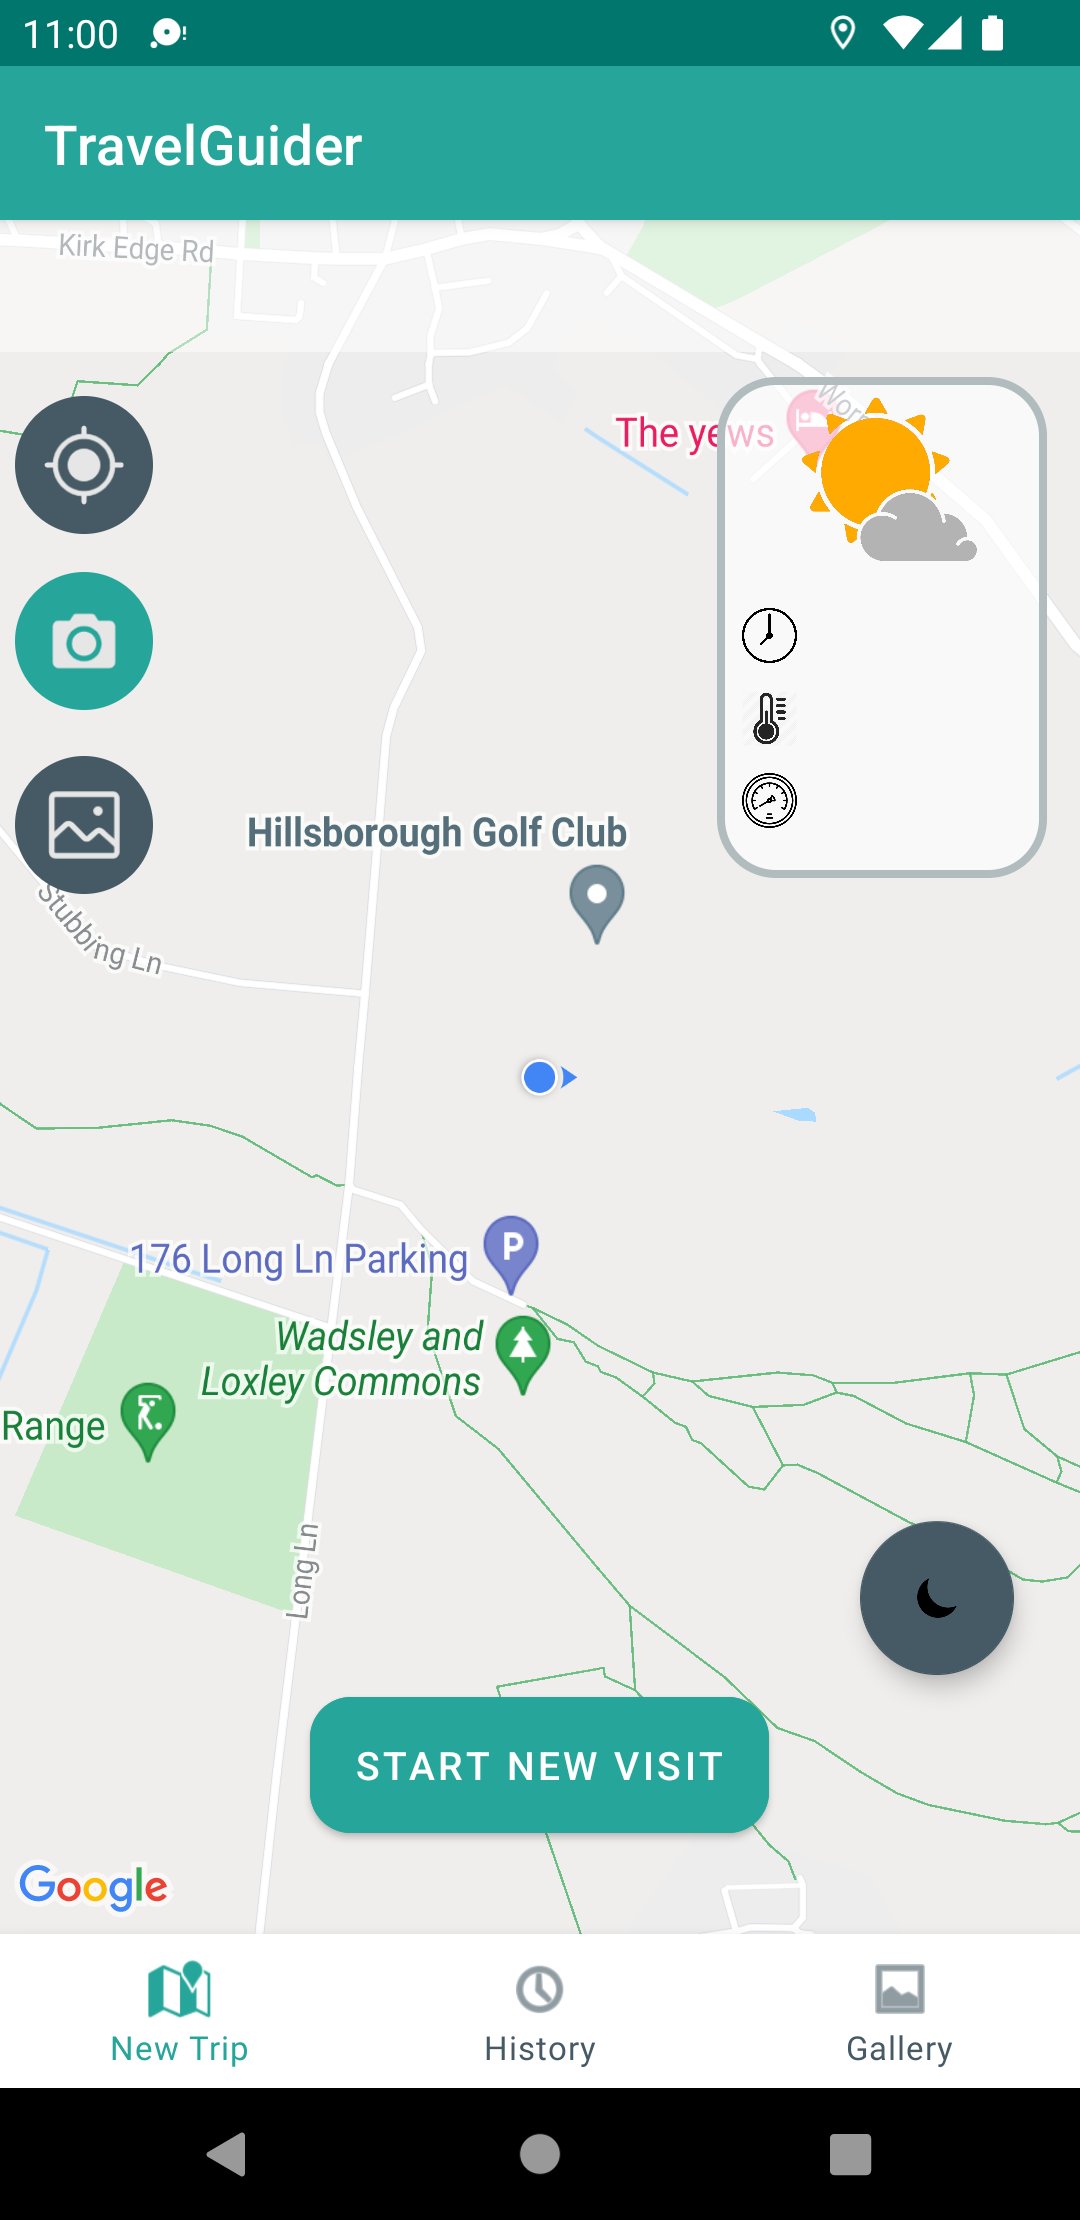 11:00
TravelGuider
Kirk Edge Rd
Worr
The yews
Hillsborough Golf Club
Stubbing Ln
176 Long Ln Parking
Wadsley and
Loxley Commons
Range
Long Ln
START NEW VISIT
Google
New Trip
History
Gallery